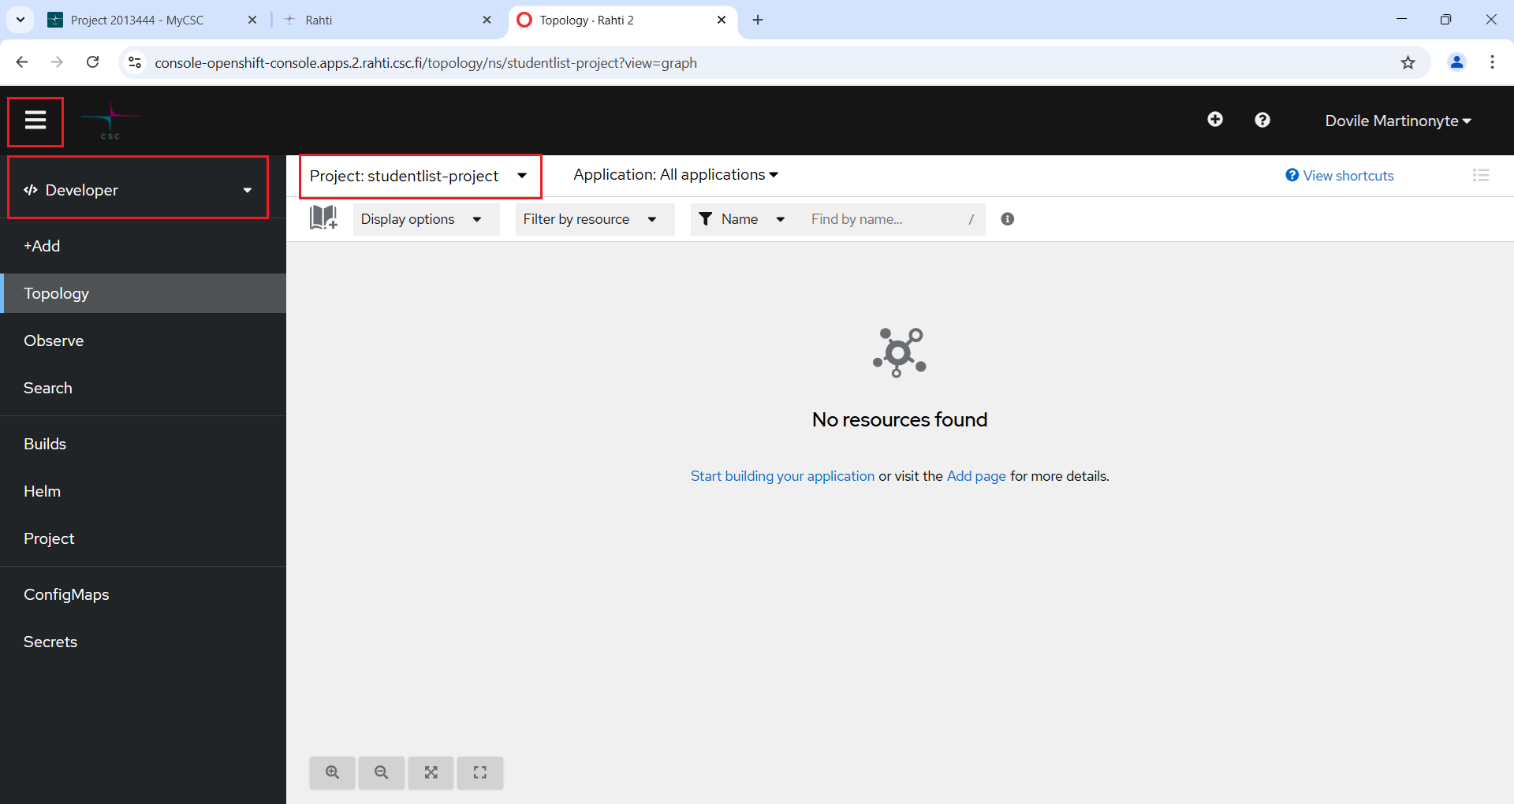 Project 2013444 - MyCSC
Rahti
Topology · Rahti 2
console-openshift-console.apps.2.rahti.csc.fi/topology/ns/studentlist-project?view=graph
CSC
Dovile Martinonyte
Developer
Project: studentlist-project
Application: All applications
View shortcuts
Display options
Filter by resource
Name
Find by name...
/
+Add
Topology
Observe
Search
Builds
Helm
Project
ConfigMaps
Secrets
No resources found
Start building your application or visit the Add page for more details.